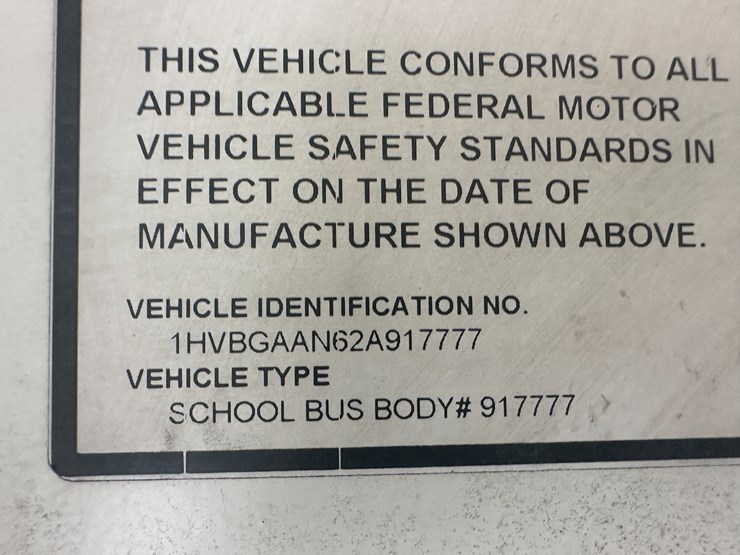 THIS VEHICLE CONFORMS TO ALL
APPLICABLE FEDERAL MOTOR
VEHICLE SAFETY STANDARDS IN
EFFECT ON THE DATE OF
MANUFACTURE SHOWN ABOVE.
VEHICLE IDENTIFICATION NO.
1HVBGAAN62A917777
VEHICLE TYPE
SCHOOL BUS BODY# 917777